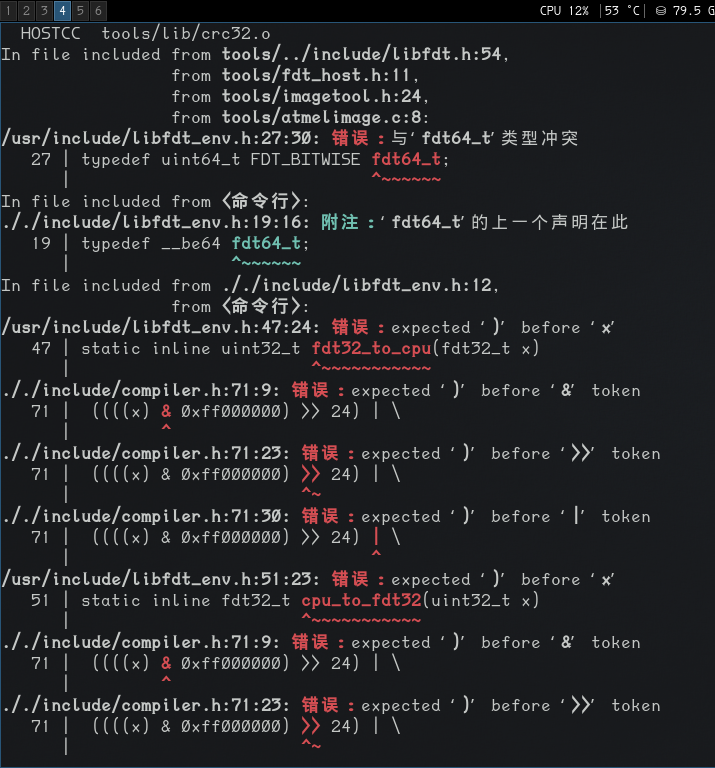 1 2 3 4 5 6 CPU 12% |53 °C| 79.5 G
HOSTCC tools/lib/crc32.o
In file included from tools/../include/libfdt.h:54,
from tools/fdt_host.h:11,
from tools/imagetool.h:24,
from tools/atmelimage.c:8:
/usr/include/libfdt_env.h:27:30: 错误：与‘fdt64_t’类型冲突
27 | typedef uint64_t FDT_BITWISE fdt64_t;
| ^~~~~~~
In file included from <命令行>:
././include/libfdt_env.h:19:16: 附注：‘fdt64_t’的上一个声明在此
19 | typedef __be64 fdt64_t;
| ^~~~~~~
In file included from ././include/libfdt_env.h:12,
from <命令行>:
/usr/include/libfdt_env.h:47:24: 错误：expected ‘)’ before ‘x’
47 | static inline uint32_t fdt32_to_cpu(fdt32_t x)
| ^~~~~~~~~~~~
././include/compiler.h:71:9: 错误：expected ‘)’ before ‘&’ token
71 | ((((x) & 0xff000000) >> 24) | \
| ^
././include/compiler.h:71:23: 错误：expected ‘)’ before ‘>>’ token
71 | ((((x) & 0xff000000) >> 24) | \
| ^~
././include/compiler.h:71:30: 错误：expected ‘)’ before ‘|’ token
71 | ((((x) & 0xff000000) >> 24) | \
| ^
/usr/include/libfdt_env.h:51:23: 错误：expected ‘)’ before ‘x’
51 | static inline fdt32_t cpu_to_fdt32(uint32_t x)
| ^~~~~~~~~~~~
././include/compiler.h:71:9: 错误：expected ‘)’ before ‘&’ token
71 | ((((x) & 0xff000000) >> 24) | \
| ^
././include/compiler.h:71:23: 错误：expected ‘)’ before ‘>>’ token
71 | ((((x) & 0xff000000) >> 24) | \
| ^~